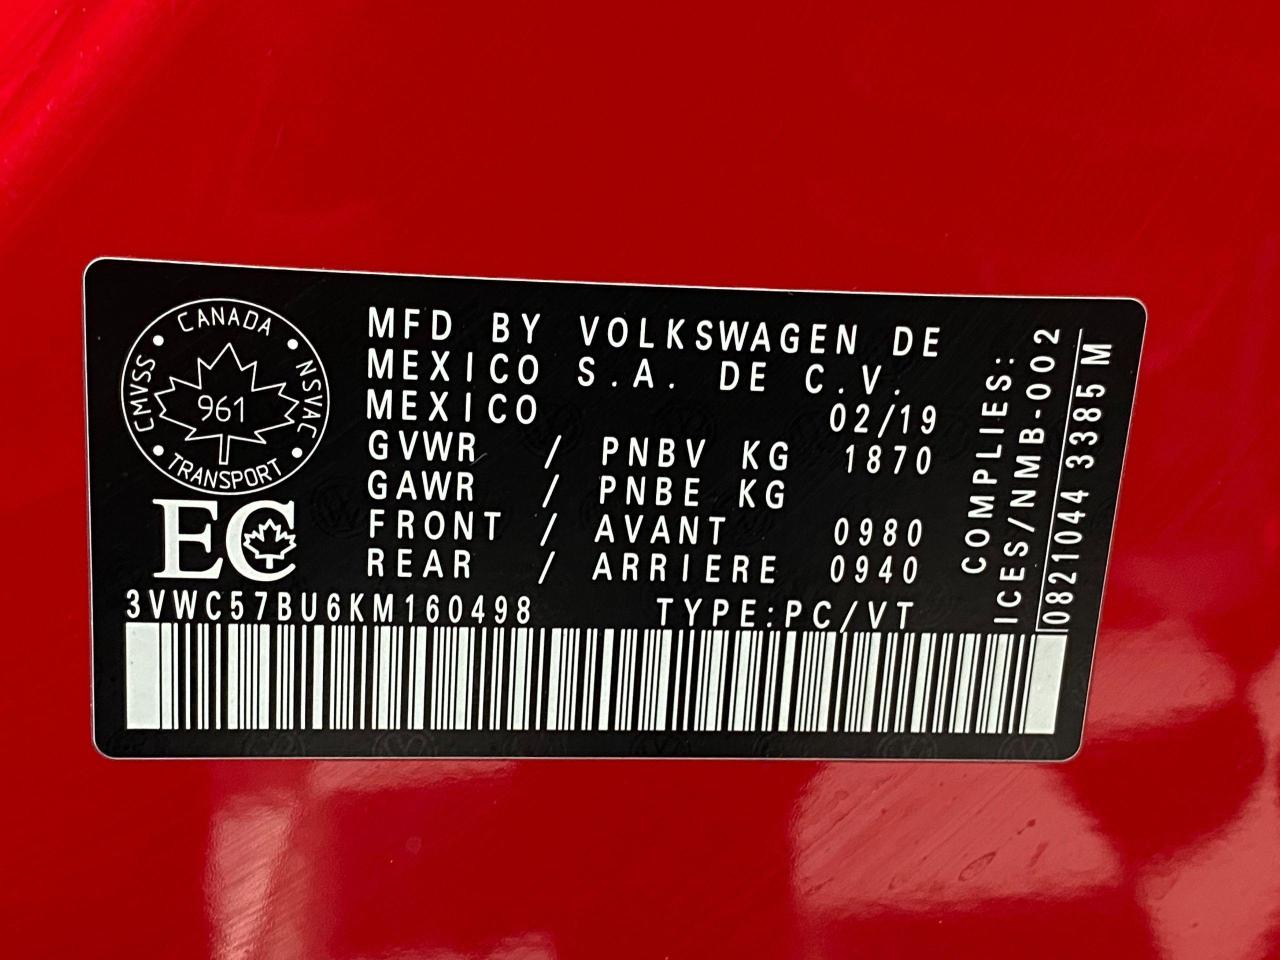 CANADA
CMVSS
NSVAC
961
TRANSPORT
EC
MFD BY VOLKSWAGEN DE
MEXICO S.A. DE C.V.
MEXICO 02/19
GVWR / PNBV KG 1870
GAWR / PNBE KG
FRONT / AVANT 0980
REAR / ARRIERE 0940
3VWC57BU6KM160498 TYPE:PC/VT
COMPLIES:
ICES/NMB-002
0821044 3385 M